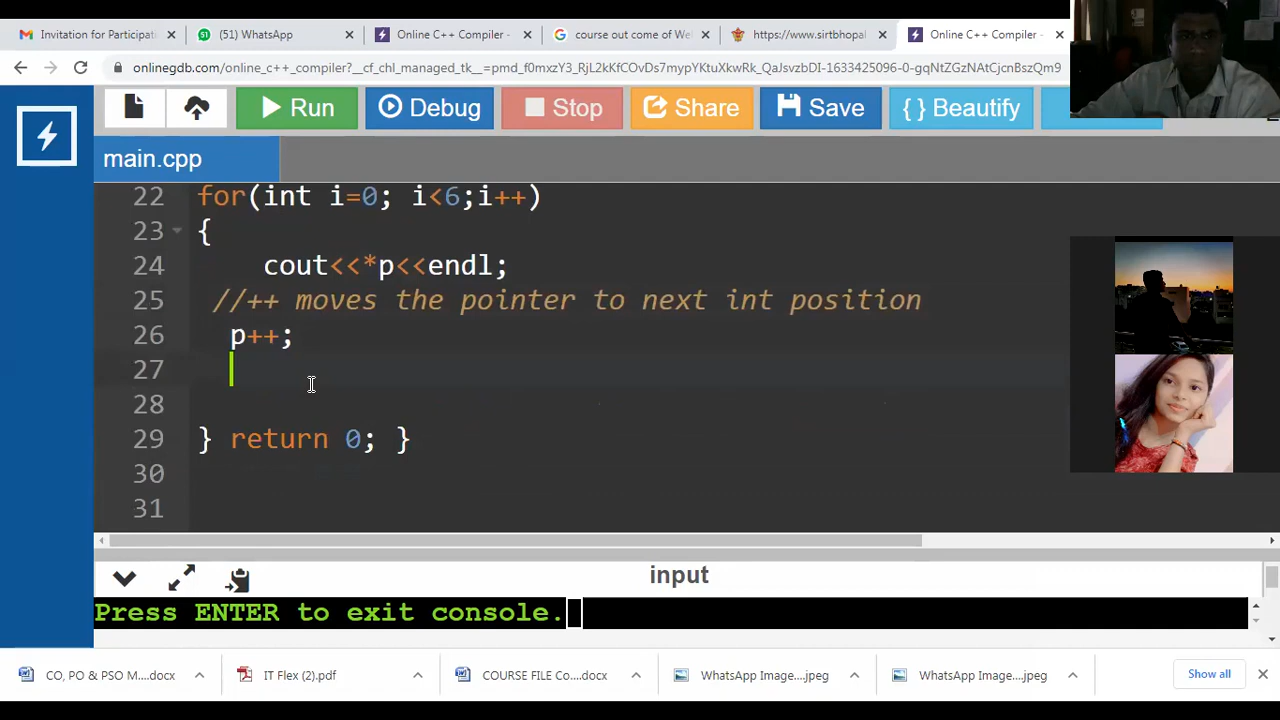 Invitation for Participat
(51) WhatsApp
Online C++ Compiler -
course out come of We
https://www.sirtbhopal
Online C++ Compiler -
onlinegdb.com/online_c++_compiler?__cf_chl_managed_tk__=pmd_f0mxzY3_RjL2kKfCOvDs7mypYKtuXkwRk_QaJsvzbDI-1633425096-0-gqNtZGzNAtCjcnBszQm9
Run
Debug
Stop
Share
Save
{ } Beautify
main.cpp
22 for(int i=0; i<6;i++)
23 {
24 cout<<*p<<endl;
25 //++ moves the pointer to next int position
26 p++;
27
28
29 } return 0; }
30
31
input
Press ENTER to exit console.
CO, PO & PSO M....docx
IT Flex (2).pdf
COURSE FILE Co....docx
WhatsApp Image....jpeg
WhatsApp Image....jpeg
Show all